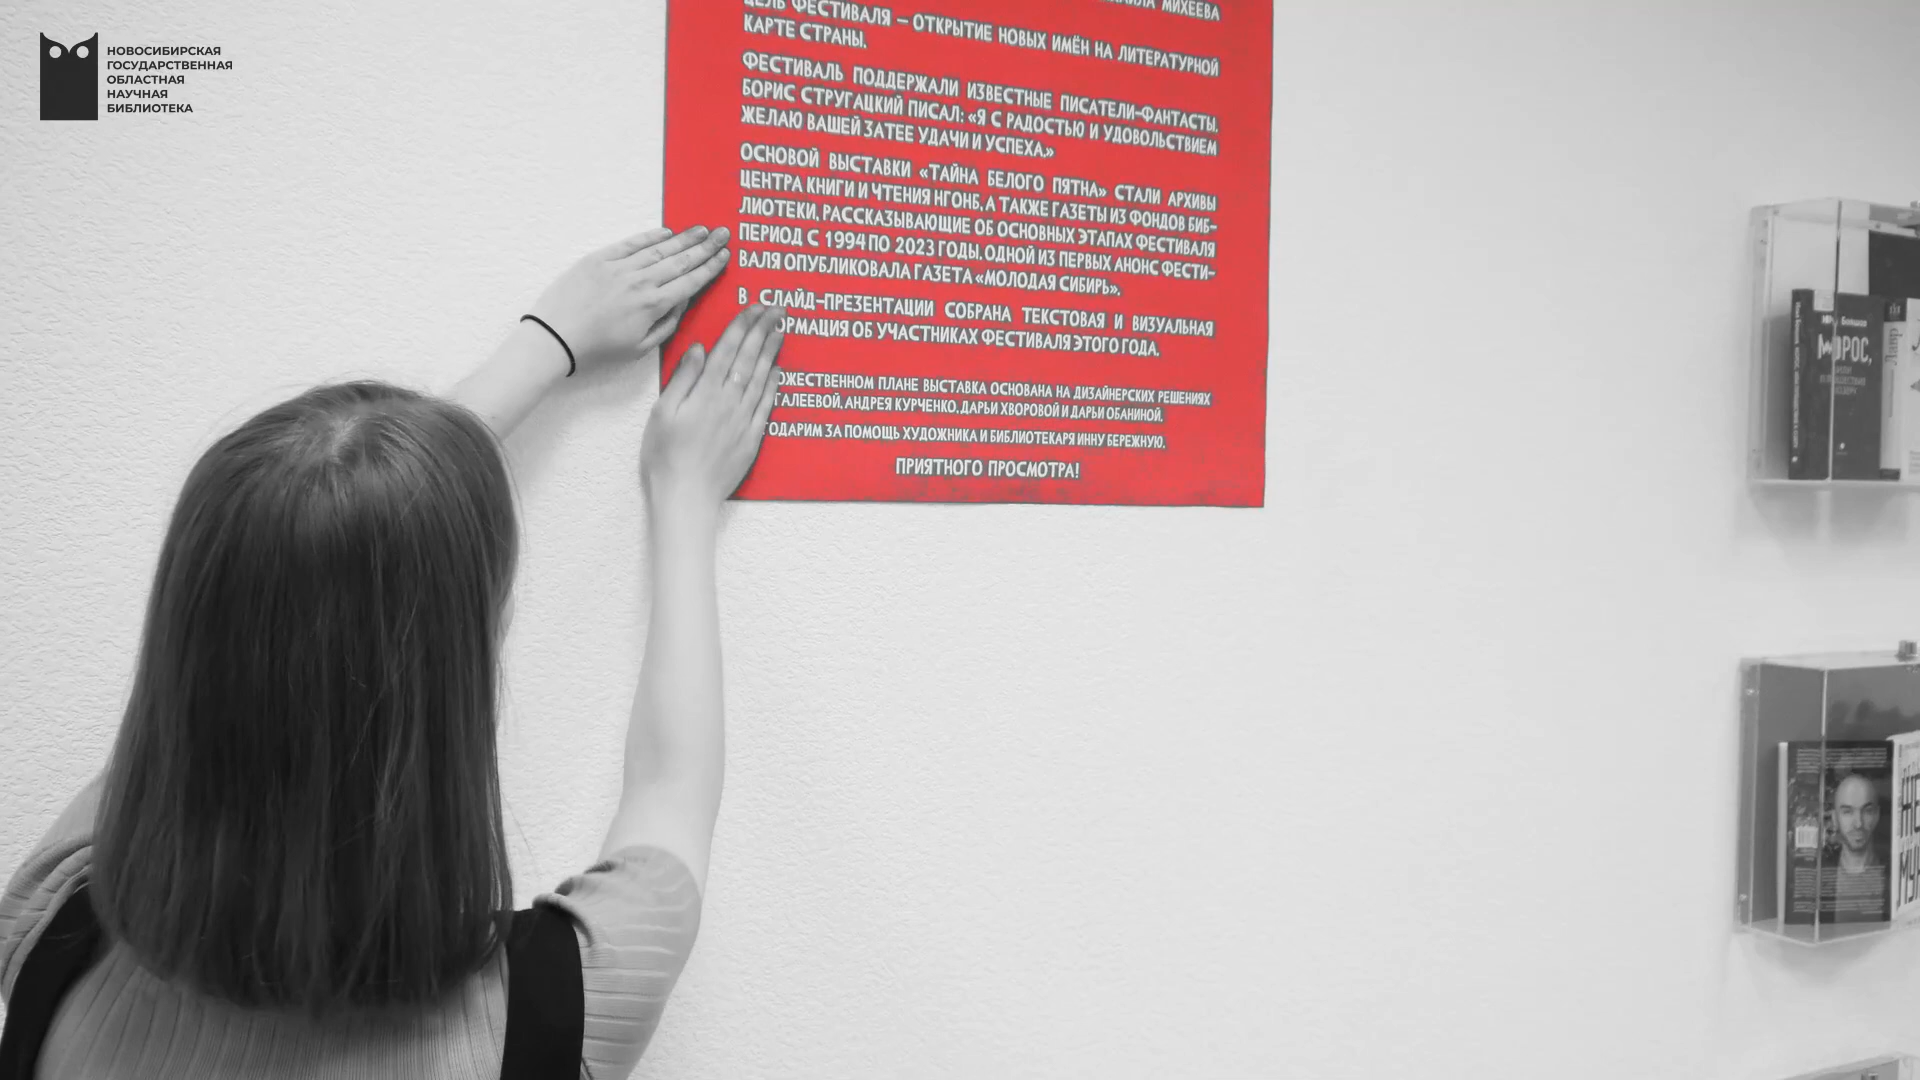 НОВОСИБИРСКАЯ
ГОСУДАРСТВЕННАЯ
ОБЛАСТНАЯ
НАУЧНАЯ
БИБЛИОТЕКА
МИХЕЕВА
ЦЕЛЬ ФЕСТИВАЛЯ – ОТКРЫТИЕ НОВЫХ ИМЁН НА ЛИТЕРАТУРНОЙ
КАРТЕ СТРАНЫ.
ФЕСТИВАЛЬ ПОДДЕРЖАЛИ ИЗВЕСТНЫЕ ПИСАТЕЛИ-ФАНТАСТЫ.
БОРИС СТРУГАЦКИЙ ПИСАЛ: «Я С РАДОСТЬЮ И УДОВОЛЬСТВИЕМ
ЖЕЛАЮ ВАШЕЙ ЗАТЕЕ УДАЧИ И УСПЕХА.»
ОСНОВОЙ ВЫСТАВКИ «ТАЙНА БЕЛОГО ПЯТНА» СТАЛИ АРХИВЫ
ЦЕНТРА КНИГИ И ЧТЕНИЯ НГОНБ, А ТАКЖЕ ГАЗЕТЫ ИЗ ФОНДОВ БИБ-
ЛИОТЕКИ, РАССКАЗЫВАЮЩИЕ ОБ ОСНОВНЫХ ЭТАПАХ ФЕСТИВАЛЯ
ПЕРИОД С 1994 ПО 2023 ГОДЫ. ОДНОЙ ИЗ ПЕРВЫХ АНОНС ФЕСТИ-
ВАЛЯ ОПУБЛИКОВАЛА ГАЗЕТА «МОЛОДАЯ СИБИРЬ».
В СЛАЙД-ПРЕЗЕНТАЦИИ СОБРАНА ТЕКСТОВАЯ И ВИЗУАЛЬНАЯ
ОРМАЦИЯ ОБ УЧАСТНИКАХ ФЕСТИВАЛЯ ЭТОГО ГОДА.
ОЖЕСТВЕННОМ ПЛАНЕ ВЫСТАВКА ОСНОВАНА НА ДИЗАЙНЕРСКИХ РЕШЕНИЯХ
ГАЛЕЕВОЙ, АНДРЕЯ КУРЧЕНКО, ДАРЬИ ХВОРОВОЙ И ДАРЬИ ОБАНИНОЙ.
ГОДАРИМ ЗА ПОМОЩЬ ХУДОЖНИКА И БИБЛИОТЕКАРЯ ИННУ БЕРЕЖНУЮ.
ПРИЯТНОГО ПРОСМОТРА!